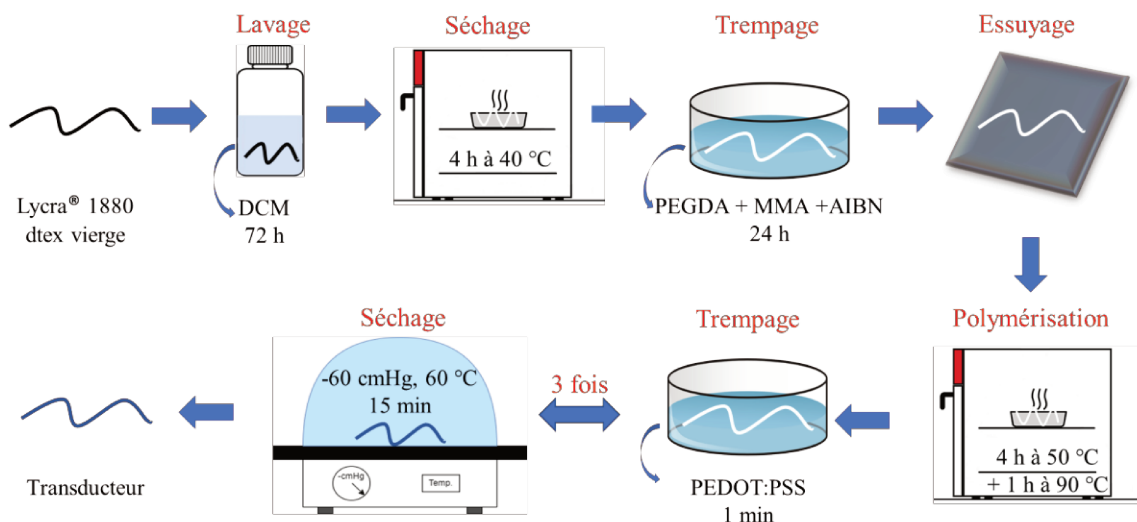 Lavage
Séchage
Trempage
Essuyage
4 h à 40 °C
Lycra® 1880
dtex vierge
DCM
72 h
PEGDA + MMA +AIBN
24 h
Séchage
Trempage
Polymérisation
-60 cmHg, 60 °C
15 min
3 fois
4 h à 50 °C
+ 1 h à 90 °C
-cmHg
Temp.
Transducteur
PEDOT:PSS
1 min